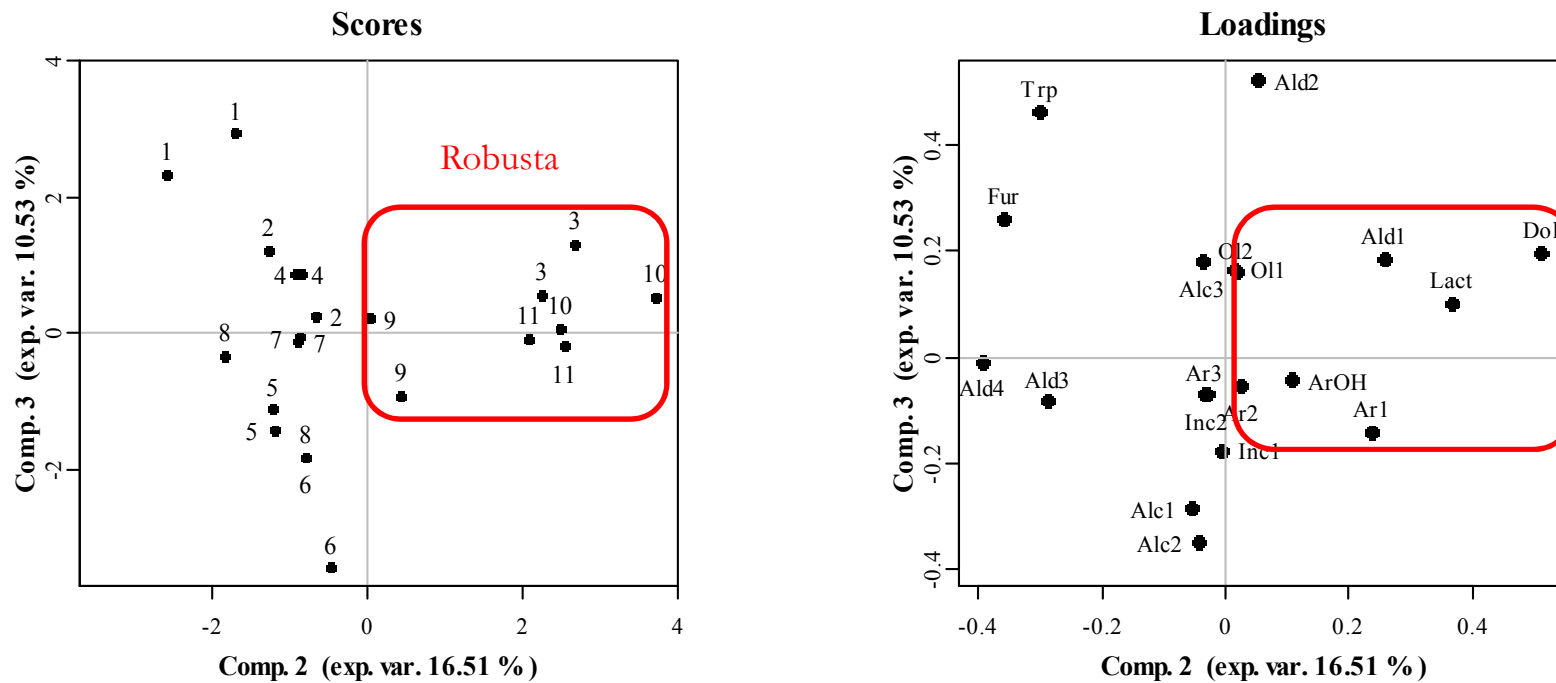 Scores
Comp. 3 (exp. var. 10.53 %)
4
2
0
-2
1
1
Robusta
2
3
4
4
3
10
2
9
10
8
7
7
11
11
9
5
5
8
6
6
-2
0
2
4
Comp. 2 (exp. var. 16.51 %)
Loadings
Comp. 3 (exp. var. 10.53 %)
0.4
0.2
0
-0.2
-0.4
Trp
Ald2
Fur
Ol2
Ald1
Dol
Alc3
Ol1
Lact
Ald4
Ald3
Ar3
ArOH
Inc2
Ar2
Ar1
Inc1
Alc1
Alc2
-0.4
-0.2
0
0.2
0.4
Comp. 2 (exp. var. 16.51 %)